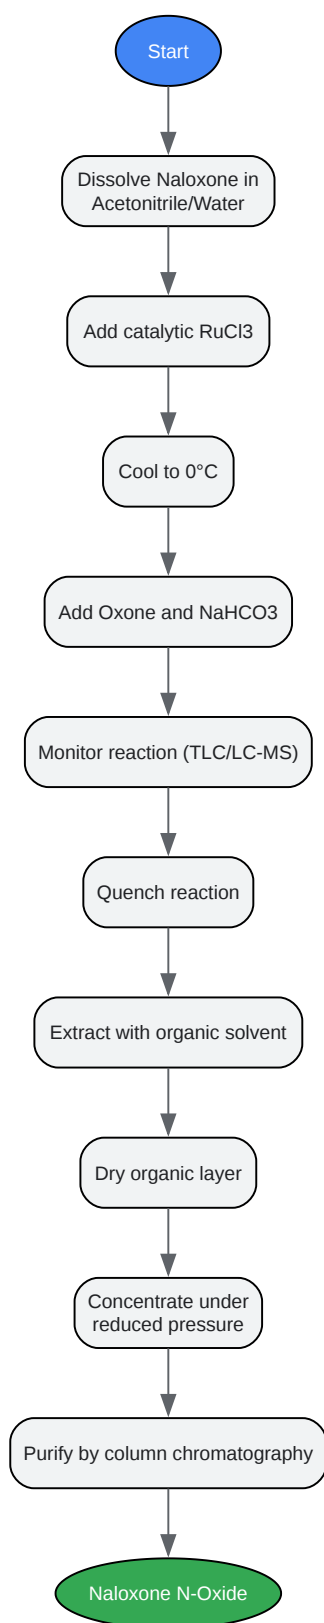 Start
Dissolve Naloxone in
Acetonitrile/Water
Add catalytic RuCl3
Cool to 0°C
Add Oxone and NaHCO3
Monitor reaction (TLC/LC-MS)
Quench reaction
Extract with organic solvent
Dry organic layer
Concentrate under
reduced pressure
Purify by column chromatography
Naloxone N-Oxide